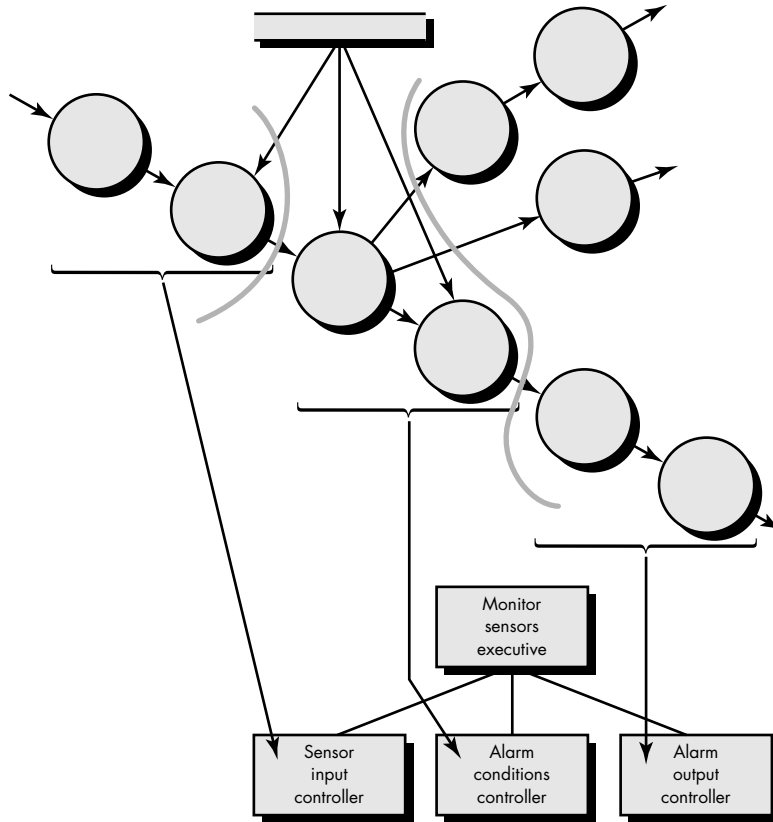 Monitor
sensors
executive
Sensor
input
controller
Alarm
conditions
controller
Alarm
output
controller